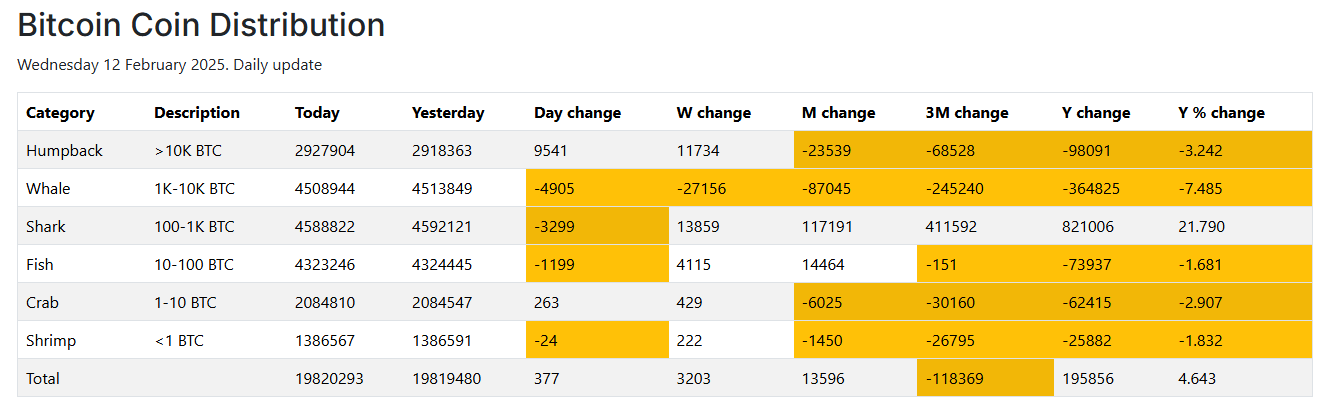 Bitcoin Coin Distribution
Wednesday 12 February 2025. Daily update
Category Description Today Yesterday Day change W change M change 3M change Y change Y % change
Humpback >10K BTC 2927904 2918363 9541 11734 -23539 -68528 -98091 -3.242
Whale 1K-10K BTC 4508944 4513849 -4905 -27156 -87045 -245240 -364825 -7.485
Shark 100-1K BTC 4588822 4592121 -3299 13859 117191 411592 821006 21.790
Fish 10-100 BTC 4323246 4324445 -1199 4115 14464 -151 -73937 -1.681
Crab 1-10 BTC 2084810 2084547 263 429 -6025 -30160 -62415 -2.907
Shrimp <1 BTC 1386567 1386591 -24 222 -1450 -26795 -25882 -1.832
Total 19820293 19819480 377 3203 13596 -118369 195856 4.643